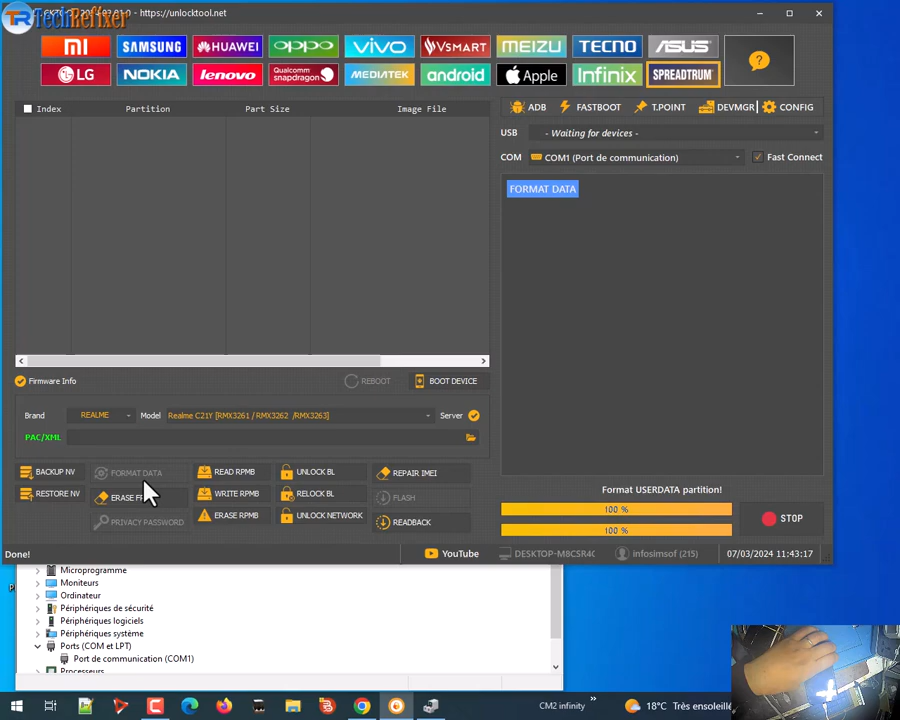 TechRefixer
- https://unlocktool.net
MI SAMSUNG HUAWEI OPPO VIVO VSMART MEIZU TECNO ASUS
LG NOKIA lenovo Qualcomm snapdragon MEDIATEK android Apple Infinix SPREADTRUM ?
Index Partition Part Size Image File
ADB FASTBOOT T.POINT DEVMGR CONFIG
USB - Waiting for devices -
COM COM1 (Port de communication) Fast Connect
FORMAT DATA
Firmware Info REBOOT BOOT DEVICE
Brand REALME Model Realme C21Y [RMX3261 / RMX3262 /RMX3263] Server
PAC/XML
BACKUP NV FORMAT DATA READ RPMB UNLOCK BL REPAIR IMEI
RESTORE NV ERASE WRITE RPMB RELOCK BL FLASH
PRIVACY PASSWORD ERASE RPMB UNLOCK NETWORK READBACK
Format USERDATA partition!
100 %
100 %
STOP
Done! YouTube DESKTOP-M8CSR4 infosimsof (215) 07/03/2024 11:43:17
Microprogramme
Moniteurs
Ordinateur
Périphériques de sécurité
Périphériques logiciels
Périphériques système
Ports (COM et LPT)
Port de communication (COM1)
Processeurs
CM2 infinity 18°C Très ensoleillé